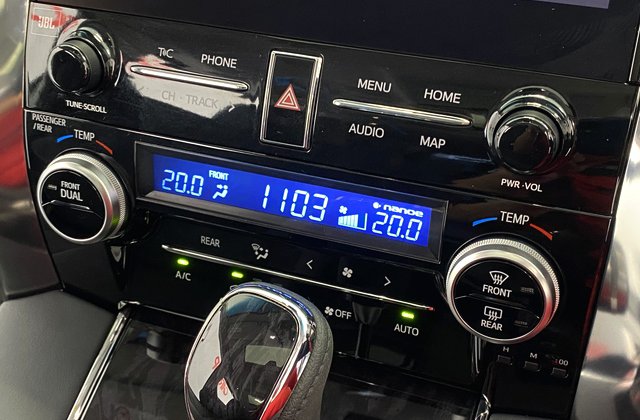 JBL
T/C
PHONE
CH · TRACK
TUNE·SCROLL
MENU
HOME
AUDIO
MAP
PWR·VOL
PASSENGER
/REAR
TEMP
FRONT
DUAL
20.0
FRONT
1103
nanoe
20.0
TEMP
REAR
A/C
OFF
AUTO
FRONT
REAR
H
M
:00